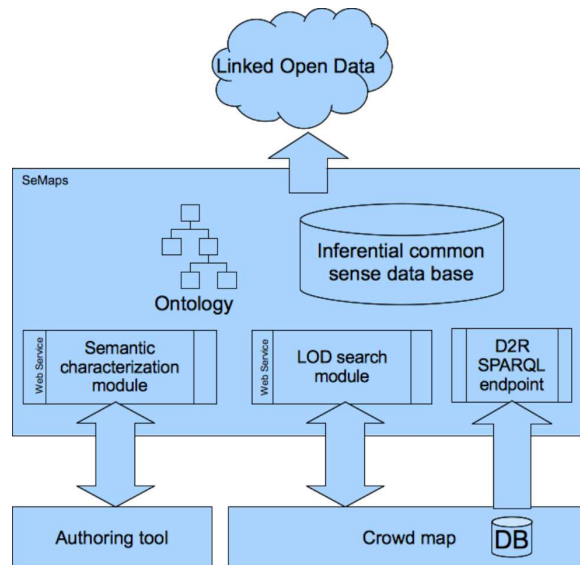 Linked Open Data
SeMaps
Inferential common
sense data base
Ontology
Web Service
Semantic
characterization
module
Web Service
LOD search
module
D2R
SPARQL
endpoint
Authoring tool
Crowd map
DB